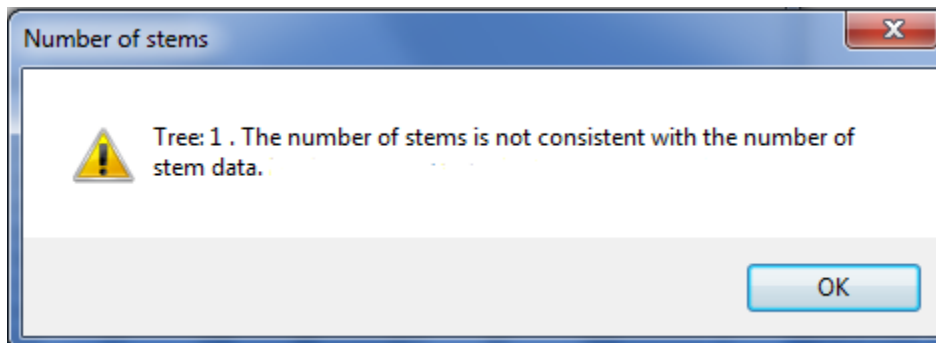 Number of stems
Tree: 1 . The number of stems is not consistent with the number of
stem data.
OK